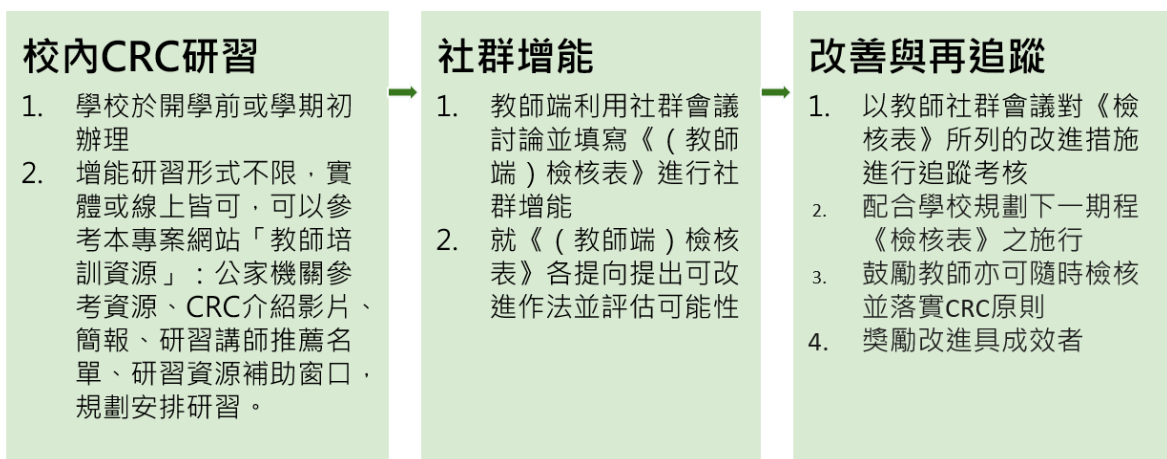 校內CRC研習
1. 學校於開學前或學期初
辦理
2. 增能研習形式不限，實
體或線上皆可，可以參
考本專案網站「教師培
訓資源」：公家機關參
考資源、CRC介紹影片、
簡報、研習講師推薦名
單、研習資源補助窗口，
規劃安排研習。
社群增能
1. 教師端利用社群會議
討論並填寫《（教師
端）檢核表》進行社
群增能
2. 就《（教師端）檢核
表》各提向提出可改
進作法並評估可能性
改善與再追蹤
1. 以教師社群會議對《檢
核表》所列的改進措施
進行追蹤考核
2. 配合學校規劃下一期程
《檢核表》之施行
3. 鼓勵教師亦可隨時檢核
並落實CRC原則
4. 獎勵改進具成效者